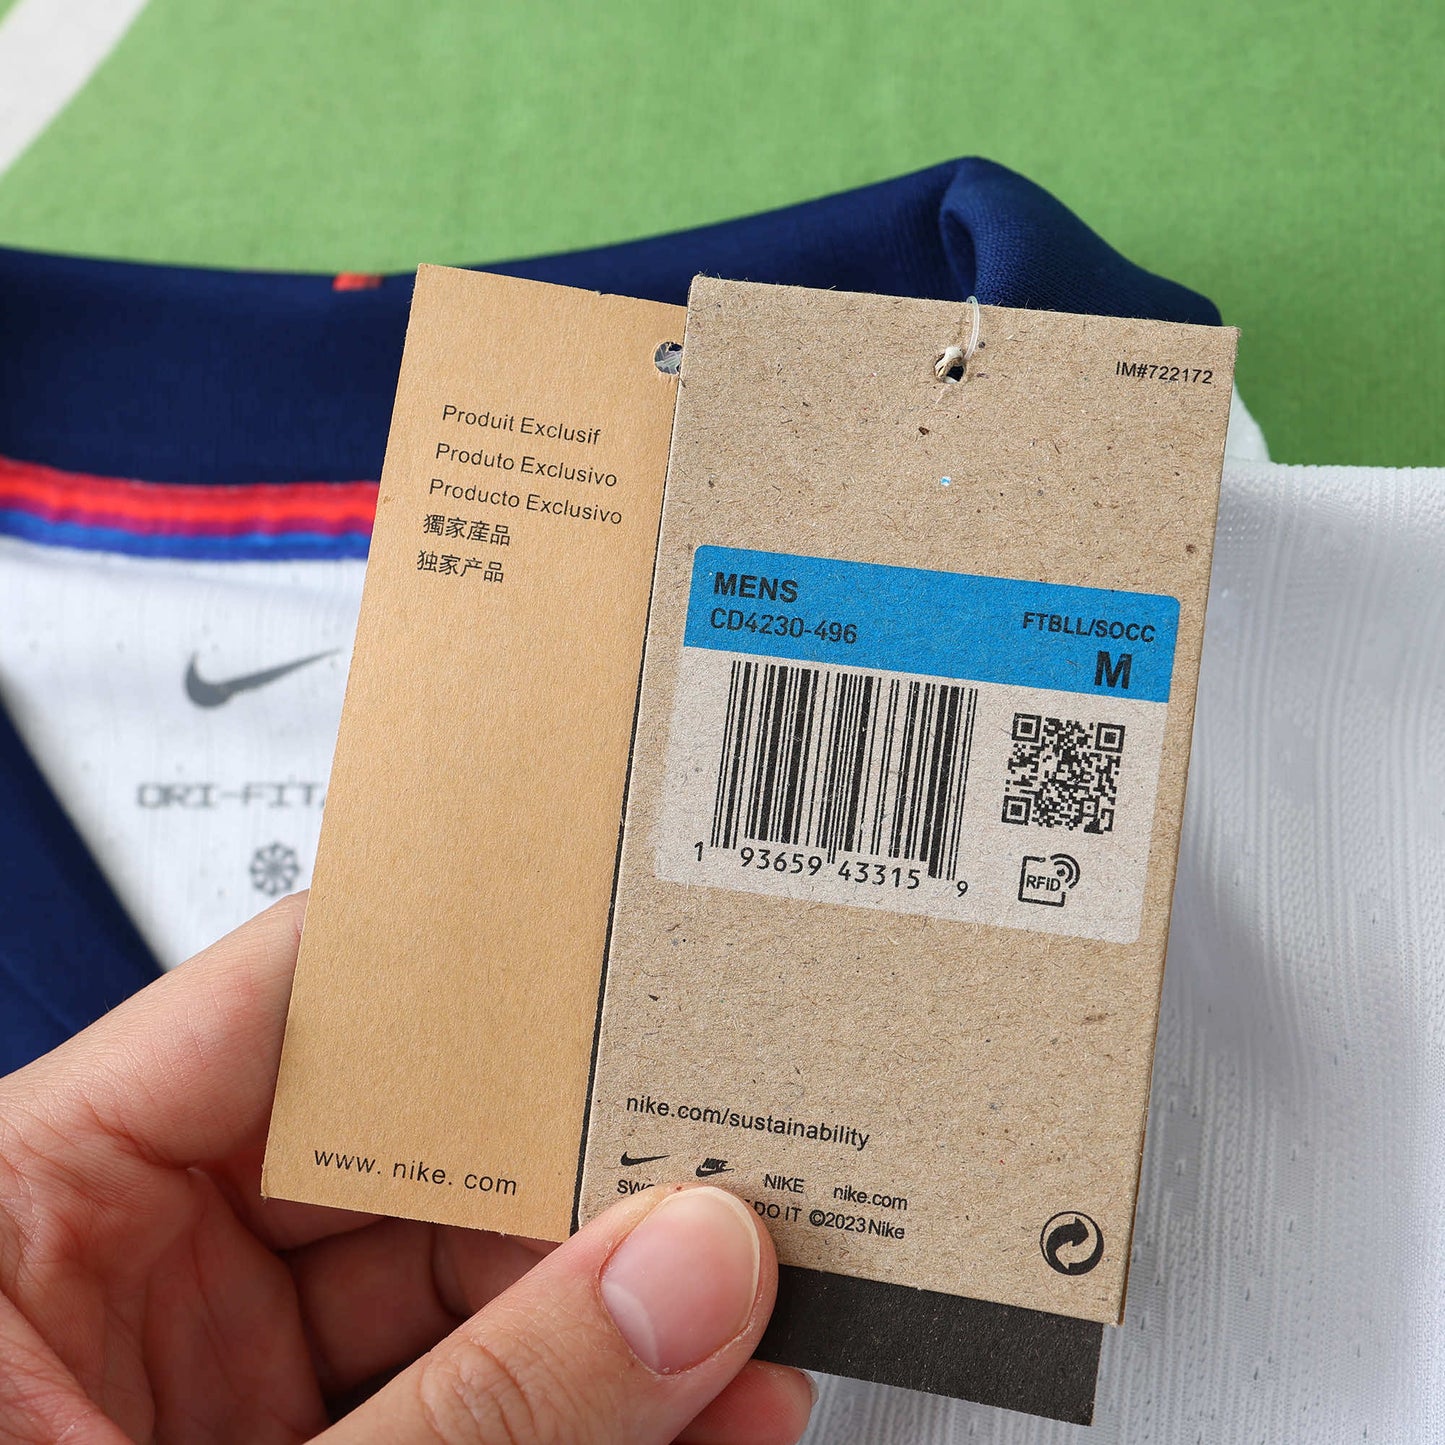 Produit Exclusif
Produto Exclusivo
Producto Exclusivo
獨家產品
独家产品
www. nike. com
IM#722172
MENS
CD4230-496
FTBLL/SOCC
M
1 93659 43315 9
RFID
nike.com/sustainability
NIKE
NIKE nike.com
DO IT ©2023 Nike
DRI-FIT